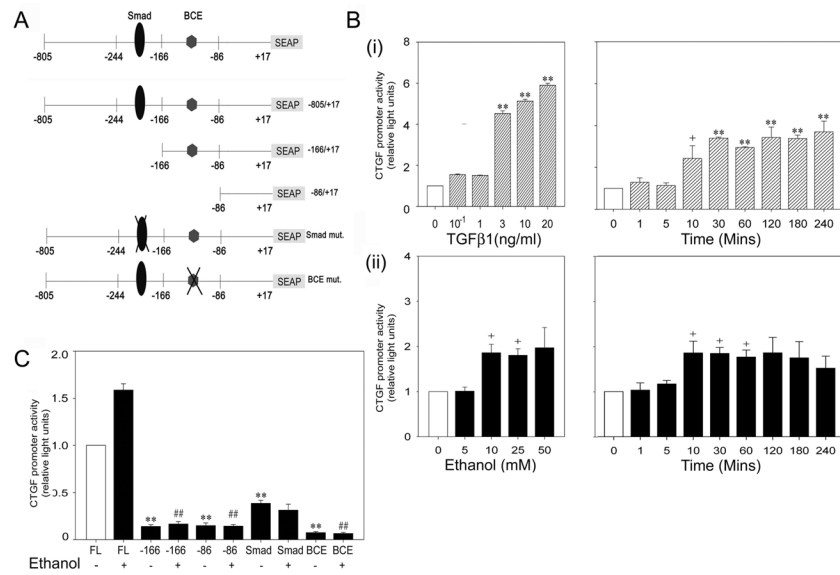 A
Smad BCE
-805 -244 -166 -86 +17 SEAP
-805 -244 -166 -86 +17 SEAP -805/+17
-166 -86 +17 SEAP -166/+17
-86 +17 SEAP -86/+17
-805 -244 -166 -86 +17 SEAP Smad mut.
-805 -244 -166 -86 +17 SEAP BCE mut.
B
(i)
CTGF promoter activity
(relative light units)
8
6
4
2
0
** ** **
0 10-1 1 3 10 20
TGFβ1(ng/ml)
+ ** ** ** ** **
0 1 5 10 30 60 120 180 240
Time (Mins)
(ii)
CTGF promoter activity
(relative light units)
4
3
2
1
0
+ +
0 5 10 25 50
Ethanol (mM)
+ + +
0 1 5 10 30 60 120 180 240
Time (Mins)
C
CTGF promoter activity
(relative light units)
2.0
1.5
1.0
0.5
0
** ## ** ## ** ** ##
FL FL -166 -166 -86 -86 Smad Smad BCE BCE
Ethanol - + - + - + - + - +